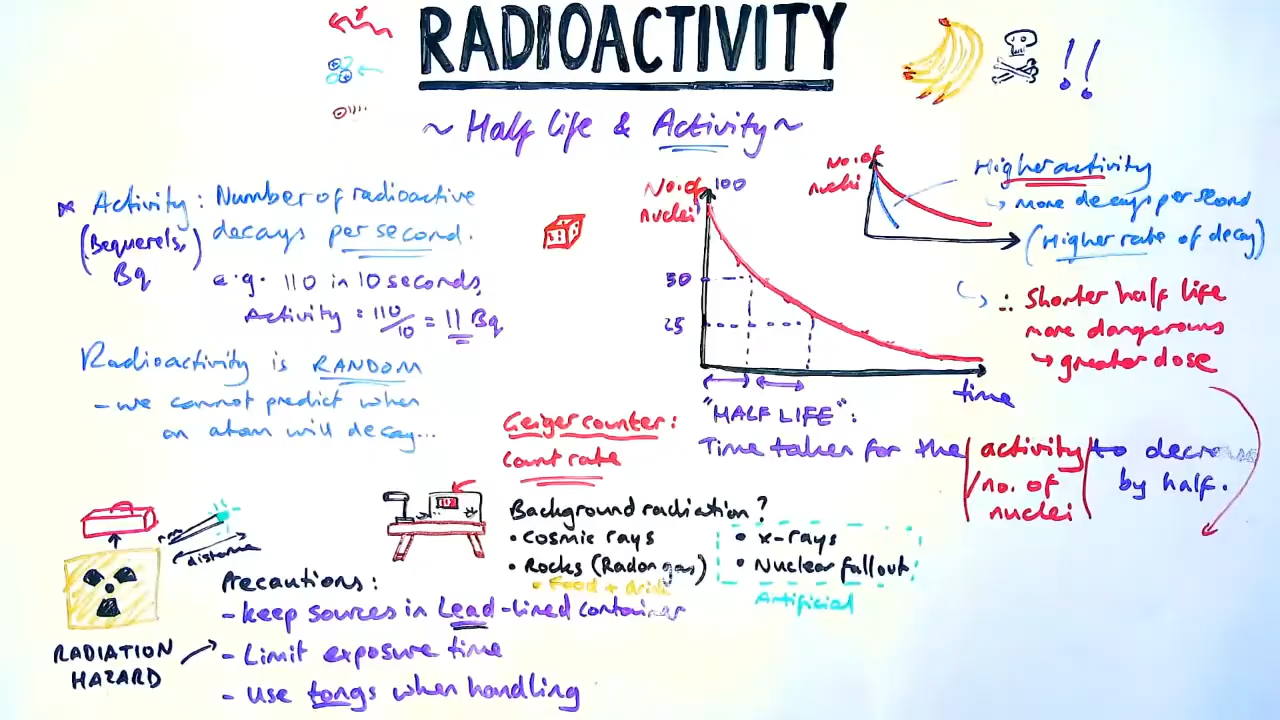 RADIOACTIVITY
~ Half life & Activity ~
* Activity : Number of radioactive
(Bequerels, Bq)
decays per second.
e.g. 110 in 10 seconds,
Activity = 110/10 = 11 Bq
Radioactivity is RANDOM
- we cannot predict when
an atom will decay...
No. of nuclei
100
50
25
time
"HALF LIFE" :
Time taken for the activity / no. of nuclei to decrease
by half.
No. of nuclei
Higher activity
↳ more decays per second
(Higher rate of decay)
↳ ∴ Shorter half life
more dangerous
→ greater dose
Geiger counter :
Count rate
Background radiation?
• Cosmic rays
• Rocks (Radon gas)
• Food + drink
• x-rays
• Nuclear fallout
Artificial
distance
RADIATION
HAZARD
Precautions :
- keep sources in Lead-lined container
- Limit exposure time
- use tongs when handling